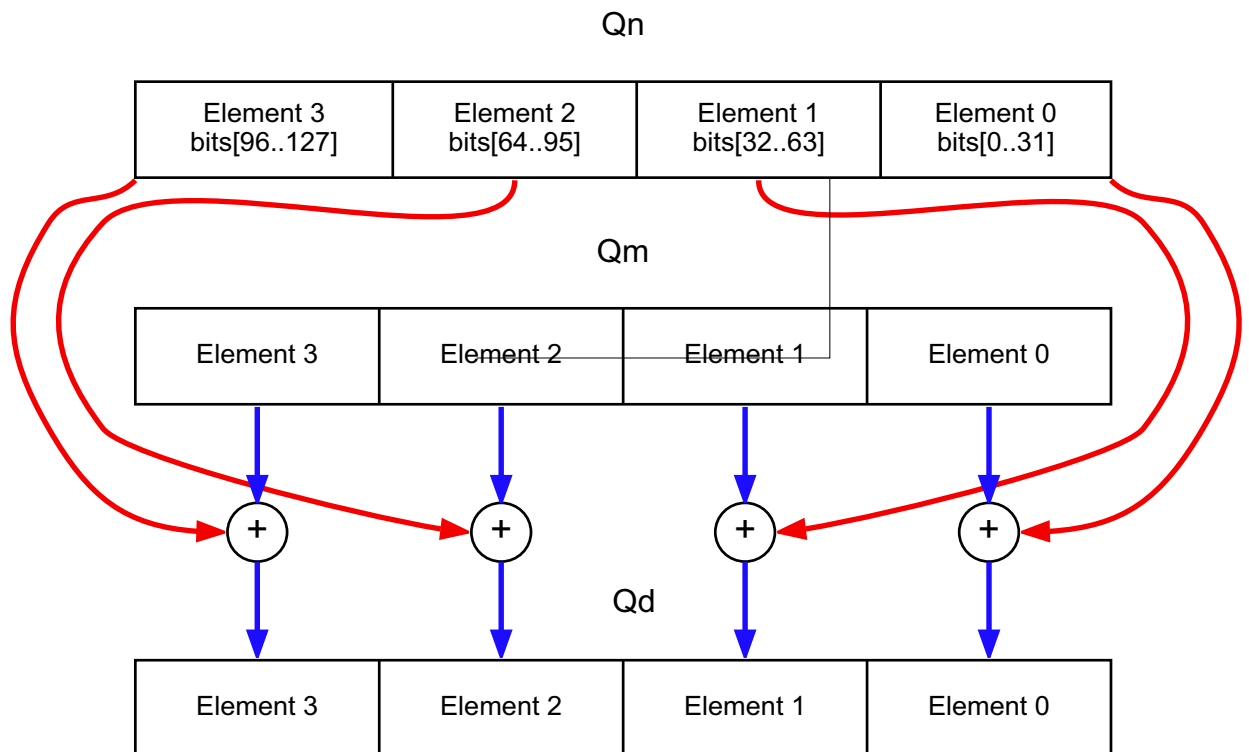 Qn
Element 3 Element 2 Element 1 Element 0
bits[96..127] bits[64..95] bits[32..63] bits[0..31]
Qm
Element 3 Element 2 Element 1 Element 0
+ + + +
Qd
Element 3 Element 2 Element 1 Element 0